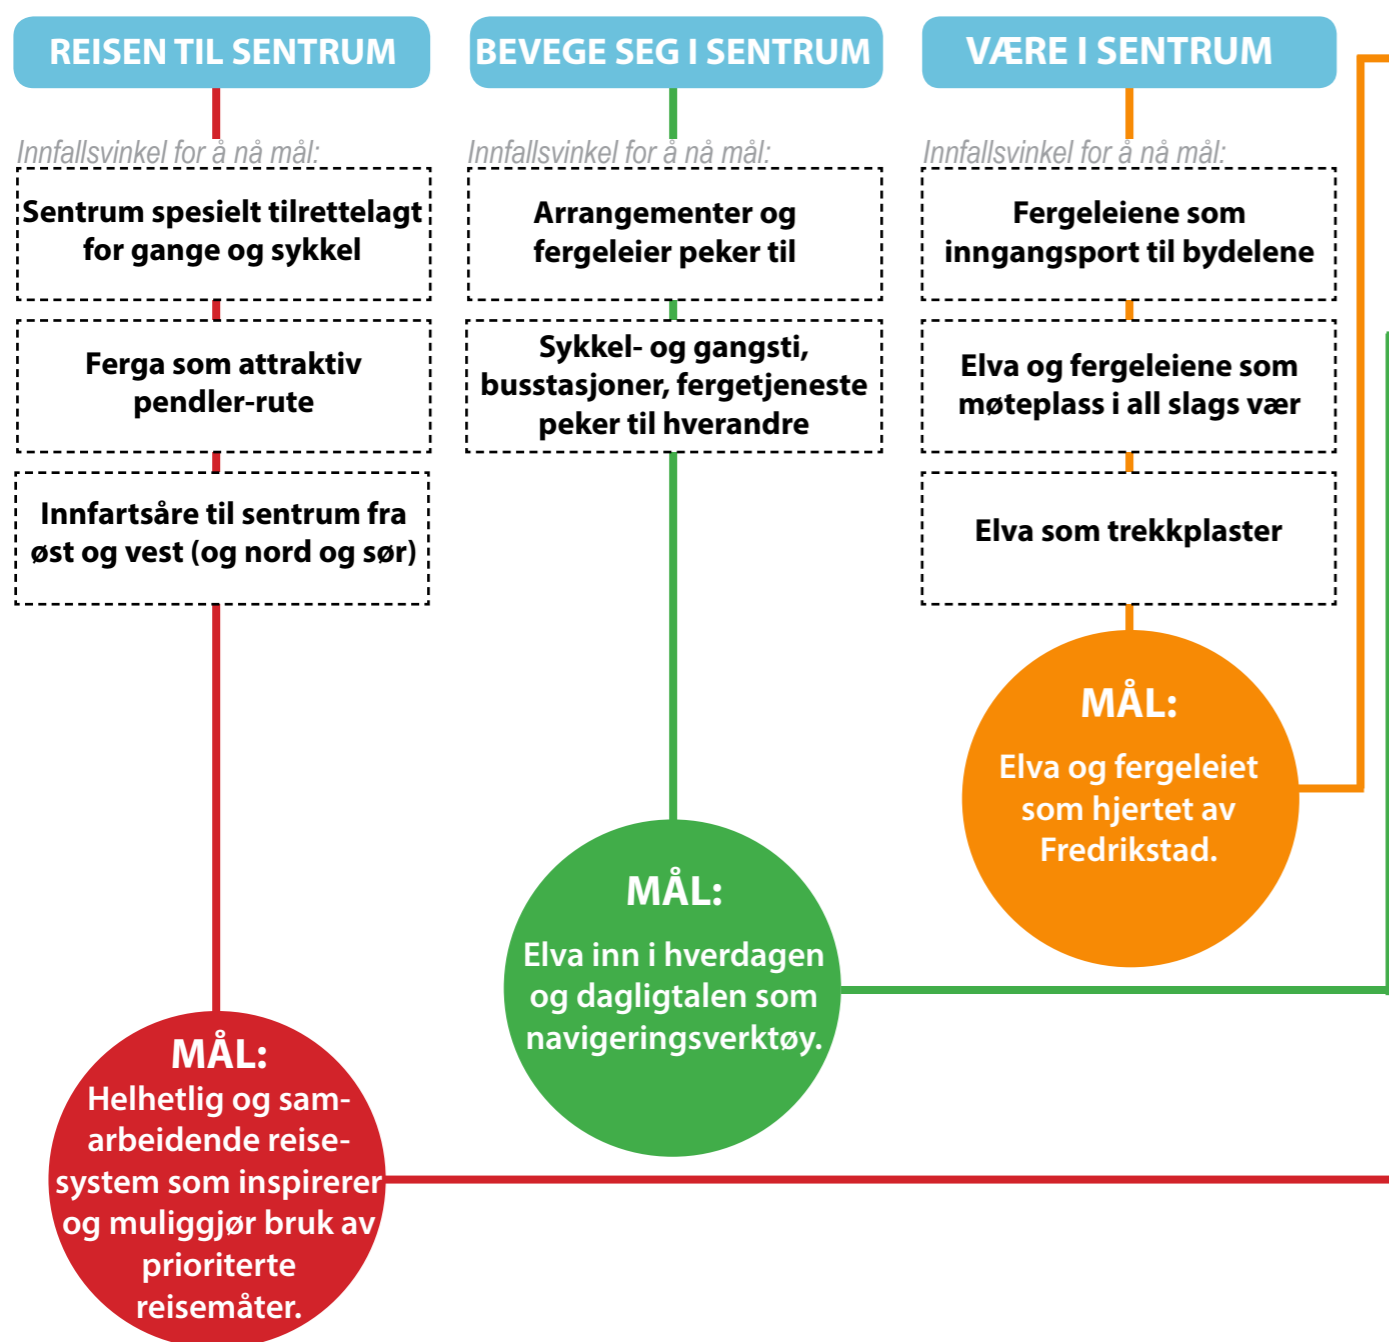 REISEN TIL SENTRUM
Innfallsvinkel for å nå mål:
Sentrum spesielt tilrettelagt
for gange og sykkel
Ferga som attraktiv
pendler-rute
Innfartsåre til sentrum fra
øst og vest (og nord og sør)
MÅL:
Helhetlig og sam-
arbeidende reise-
system som inspirerer
og muliggjør bruk av
prioriterte
reisemåter.
BEVEGE SEG I SENTRUM
Innfallsvinkel for å nå mål:
Arrangementer og
fergeleier peker til
Sykkel- og gangsti,
busstasjoner, fergetjeneste
peker til hverandre
MÅL:
Elva inn i hverdagen
og dagligtalen som
navigeringsverktøy.
VÆRE I SENTRUM
Innfallsvinkel for å nå mål:
Fergeleiene som
inngangsport til bydelene
Elva og fergeleiene som
møteplass i all slags vær
Elva som trekkplaster
MÅL:
Elva og fergeleiet
som hjertet av
Fredrikstad.